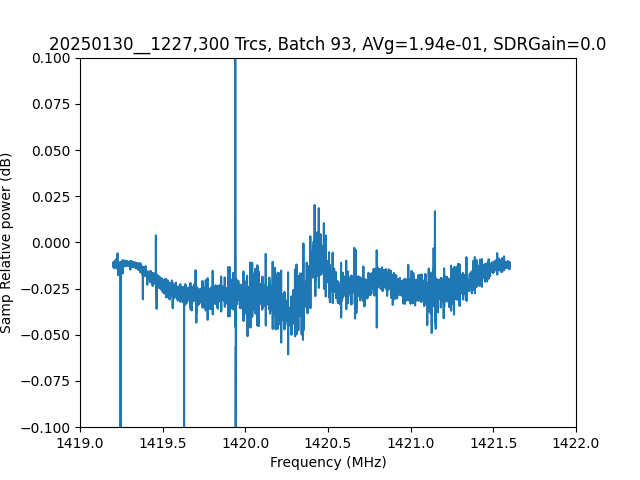 20250130__1227,300 Trcs, Batch 93, AVg=1.94e-01, SDRGain=0.0
Samp Relative power (dB)
0.100
0.075
0.050
0.025
0.000
−0.025
−0.050
−0.075
−0.100
1419.0 1419.5 1420.0 1420.5 1421.0 1421.5 1422.0
Frequency (MHz)